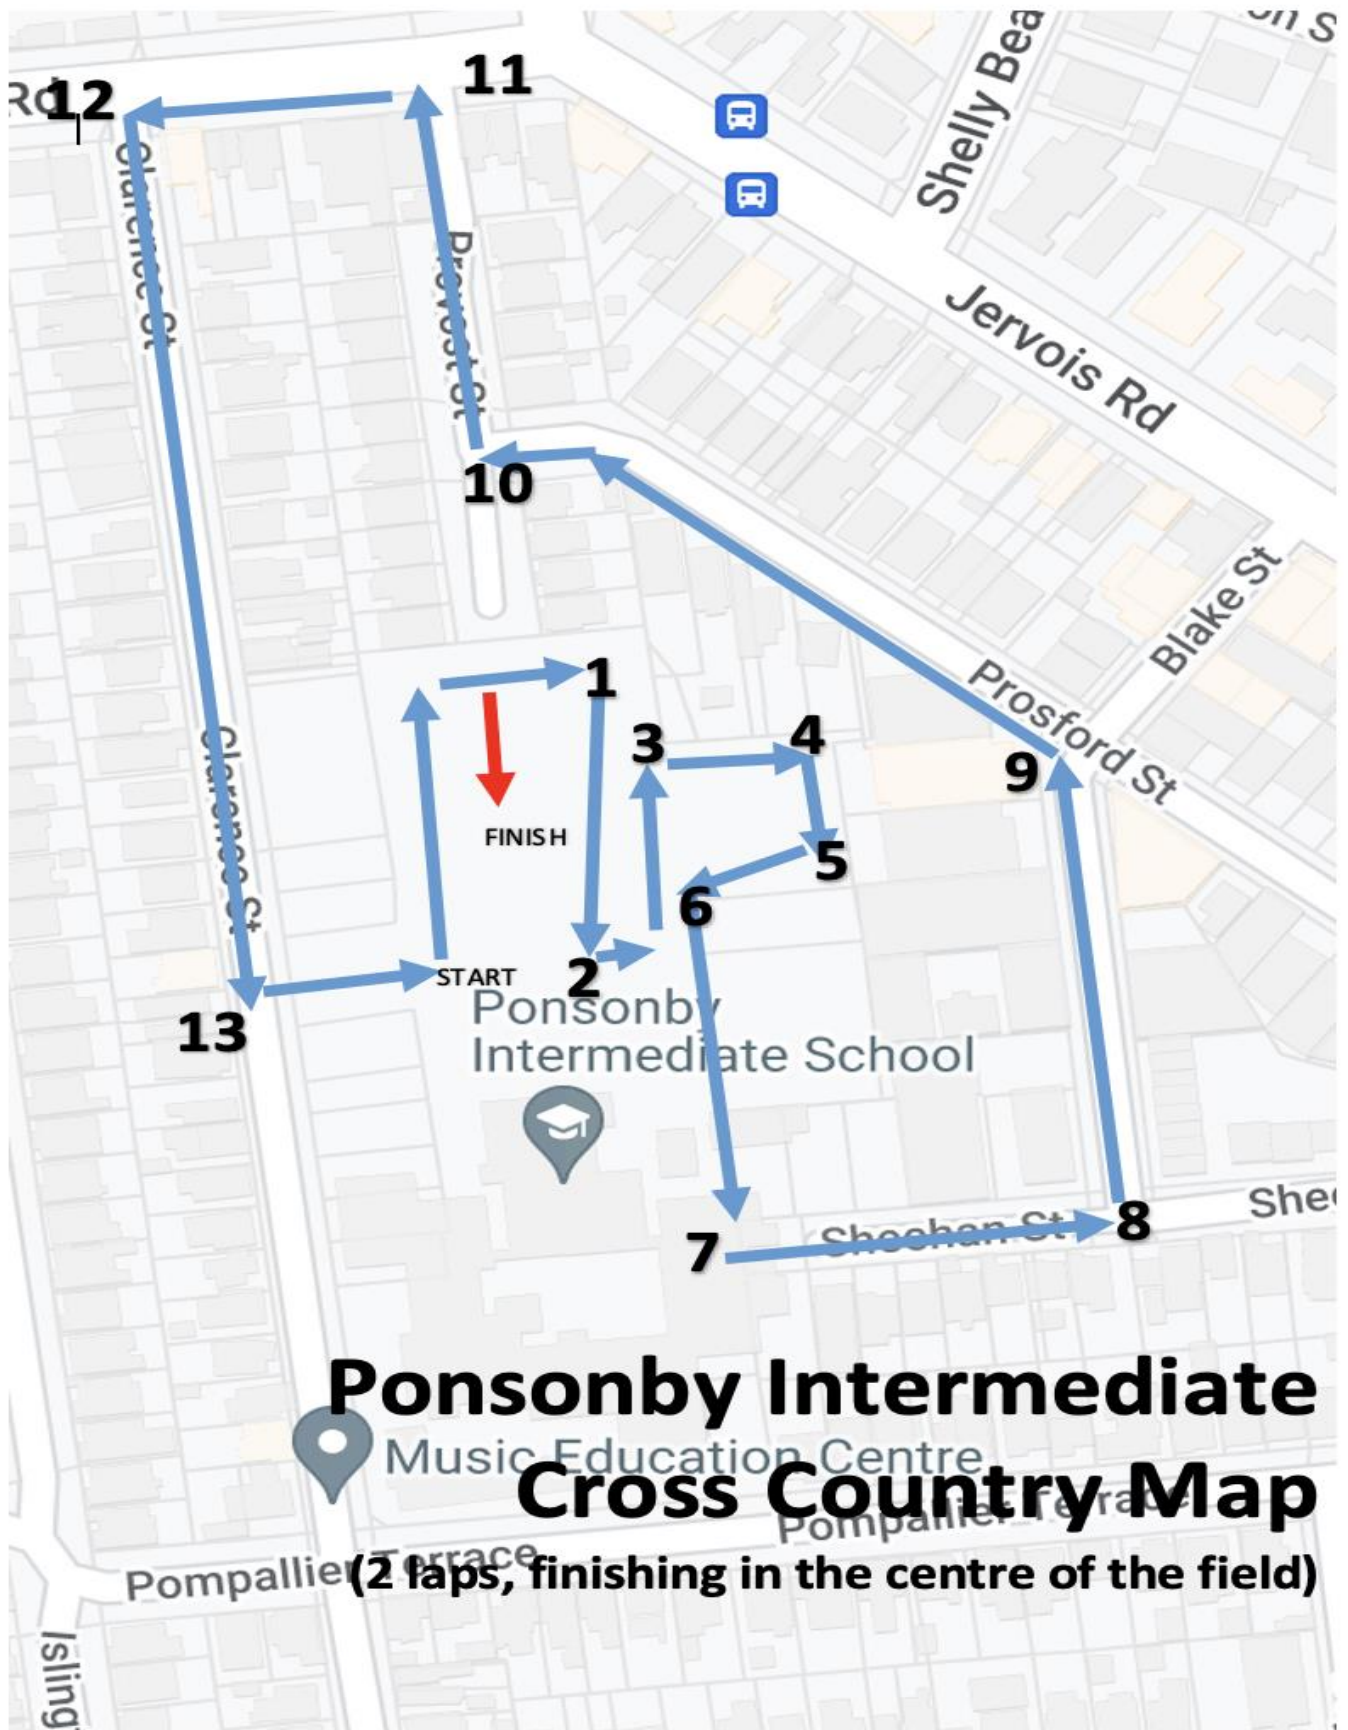 on S
11
Rd
12
Shelly Bea
Clarence St
Provost St
Jervois Rd
10
Blake St
1
Prosford St
3
4
9
Clarence St
FINISH
5
6
START
2
13
Ponsonby
Intermediate School
Shee
8
Sheehan St
7
Ponsonby Intermediate
Music Education Centre
Cross Country Map
Pompallier Terrace
Pompallier Terrace
(2 laps, finishing in the centre of the field)
Isling